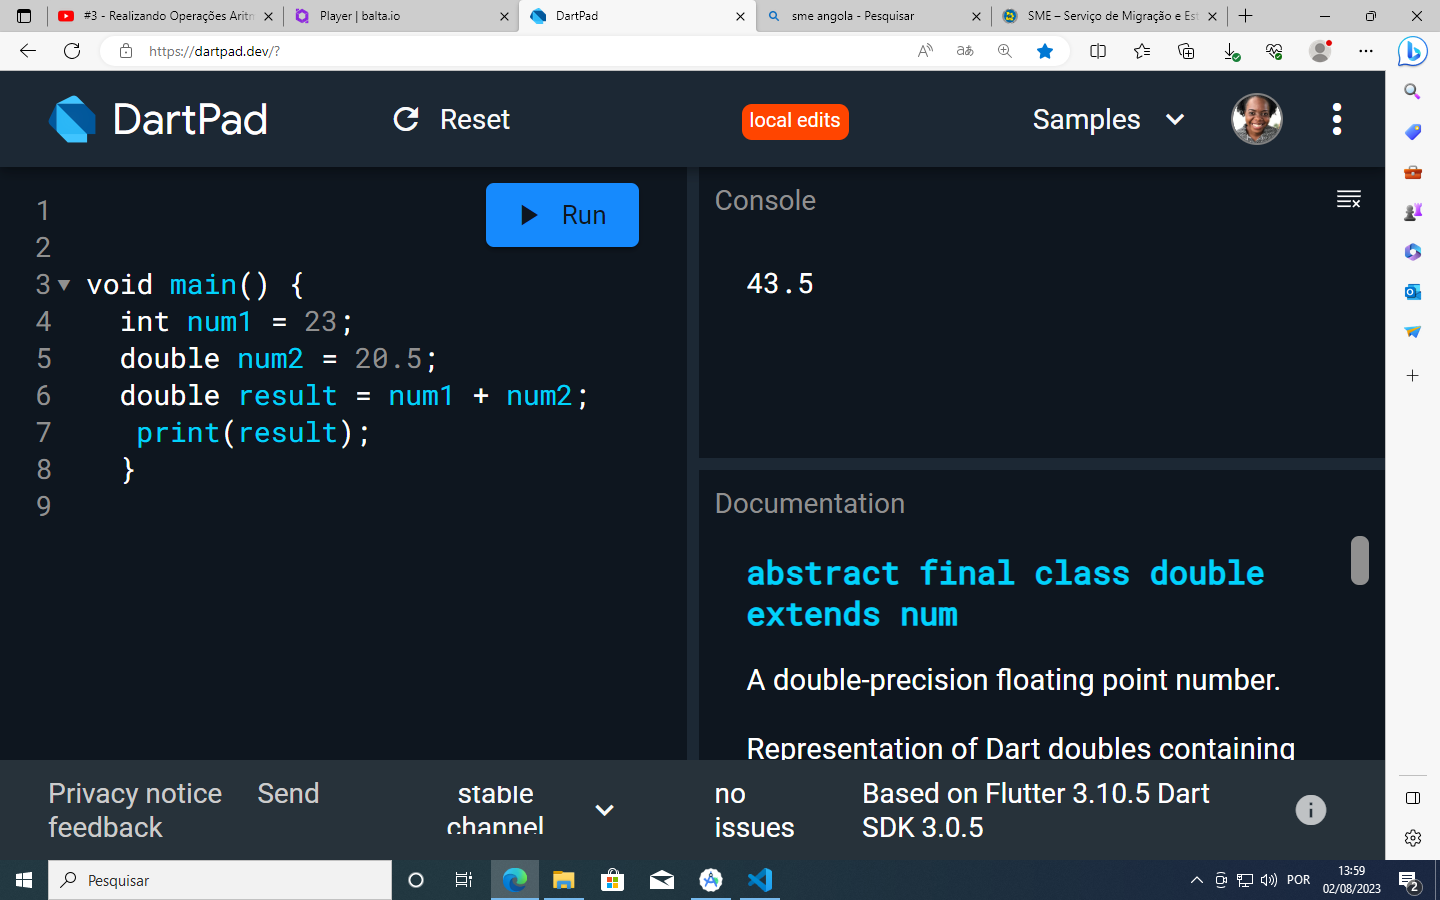 #3 - Realizando Operações Aritm
Player | balta.io
DartPad
sme angola - Pesquisar
SME – Serviço de Migração e Est
https://dartpad.dev/?
DartPad
Reset
local edits
Samples
Run
1
2
3 void main() {
4 int num1 = 23;
5 double num2 = 20.5;
6 double result = num1 + num2;
7 print(result);
8 }
9
Console
43.5
Documentation
abstract final class double
extends num
A double-precision floating point number.
Representation of Dart doubles containing
Privacy notice Send
feedback
stable
channel
no
issues
Based on Flutter 3.10.5 Dart
SDK 3.0.5
Pesquisar
POR
13:59
02/08/2023
2